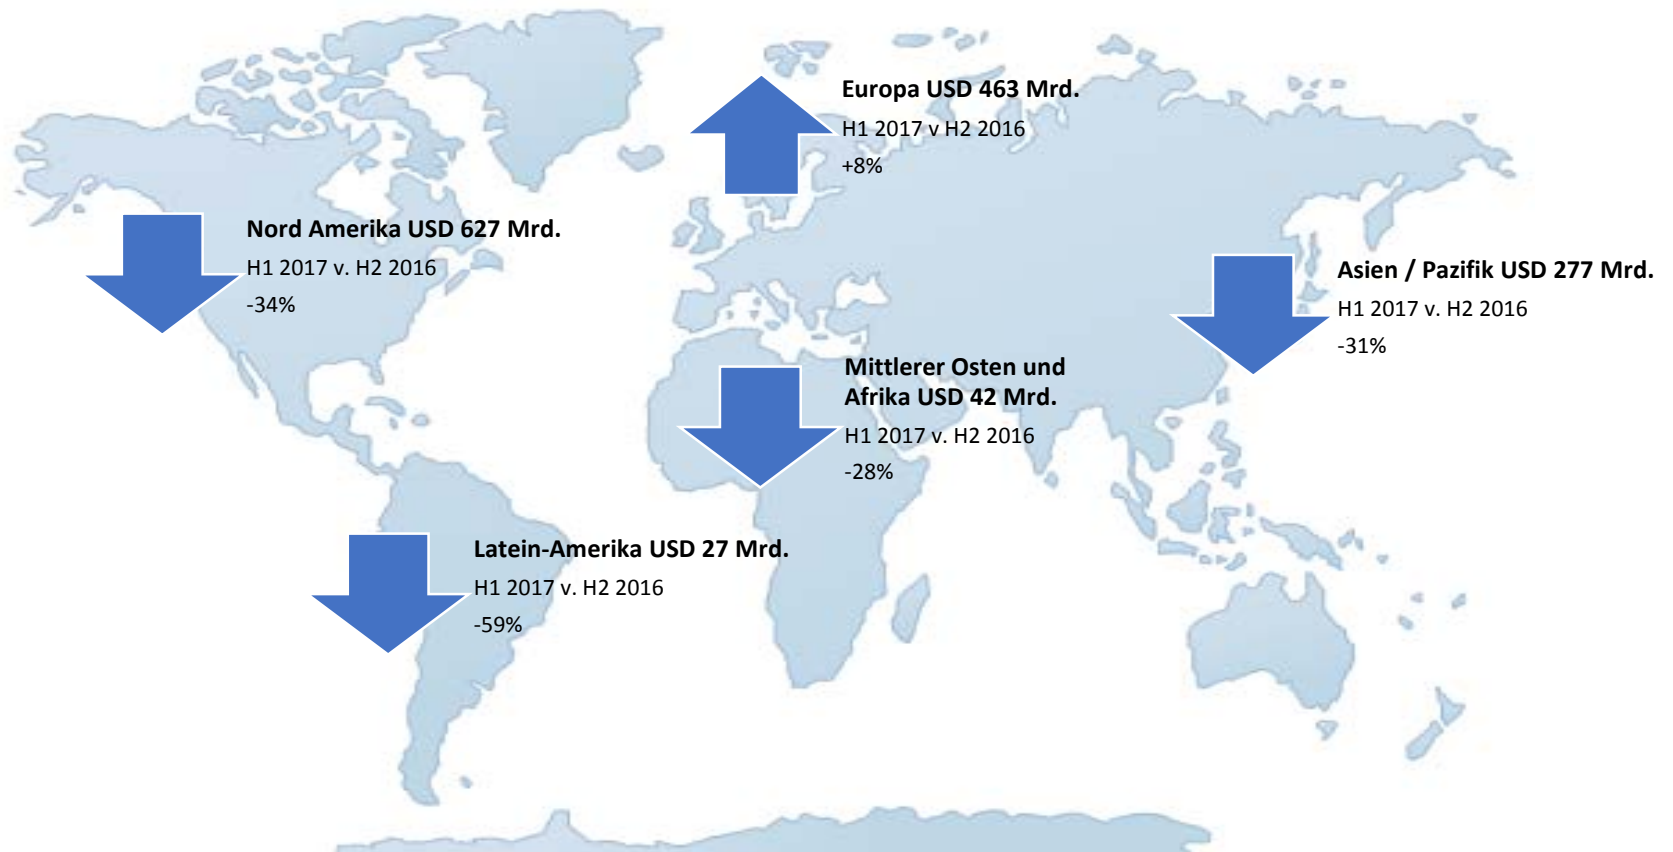 Europa USD 463 Mrd.
H1 2017 v H2 2016
+8%
Nord Amerika USD 627 Mrd.
H1 2017 v. H2 2016
-34%
Asien / Pazifik USD 277 Mrd.
H1 2017 v. H2 2016
-31%
Mittlerer Osten und
Afrika USD 42 Mrd.
H1 2017 v. H2 2016
-28%
Latein-Amerika USD 27 Mrd.
H1 2017 v. H2 2016
-59%